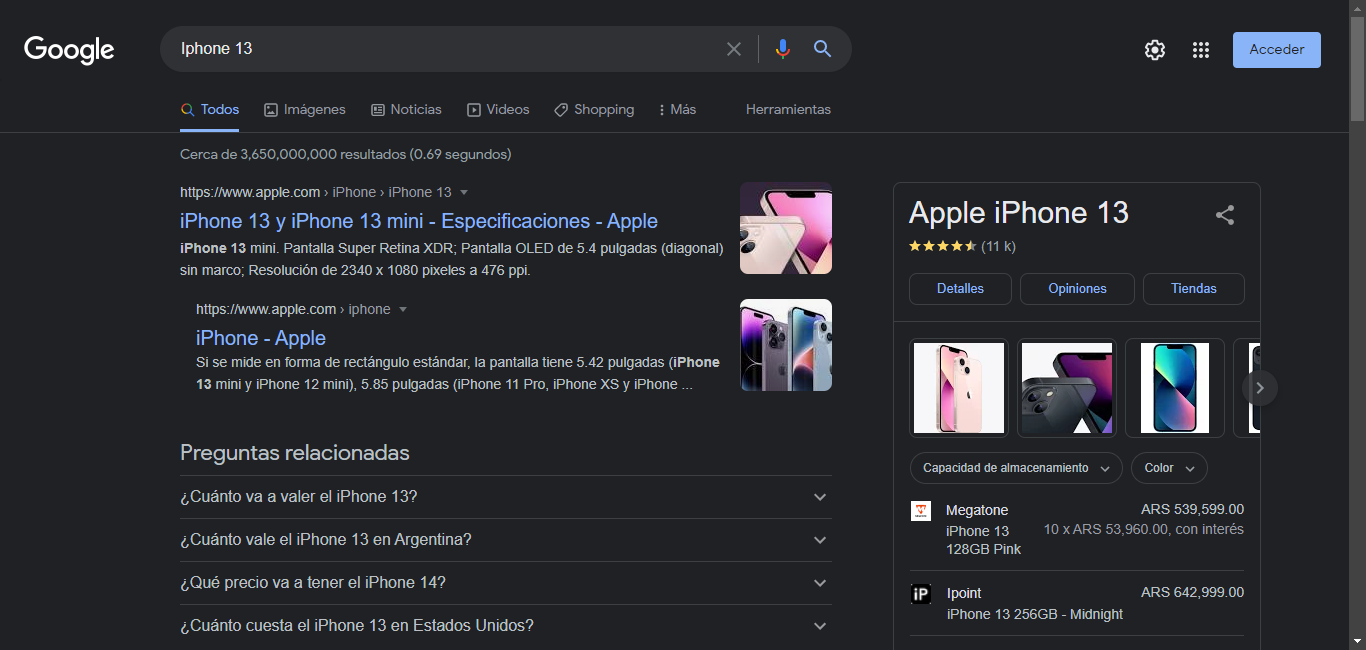 Google
Iphone 13
Acceder
Todos
Imágenes
Noticias
Videos
Shopping
Más
Herramientas
Cerca de 3,650,000,000 resultados (0.69 segundos)
https://www.apple.com › iPhone › iPhone 13
iPhone 13 y iPhone 13 mini - Especificaciones - Apple
iPhone 13 mini. Pantalla Super Retina XDR; Pantalla OLED de 5.4 pulgadas (diagonal)
sin marco; Resolución de 2340 x 1080 pixeles a 476 ppi.
https://www.apple.com › iphone
iPhone - Apple
Si se mide en forma de rectángulo estándar, la pantalla tiene 5.42 pulgadas (iPhone
13 mini y iPhone 12 mini), 5.85 pulgadas (iPhone 11 Pro, iPhone XS y iPhone ...
Preguntas relacionadas
¿Cuánto va a valer el iPhone 13?
¿Cuánto vale el iPhone 13 en Argentina?
¿Qué precio va a tener el iPhone 14?
¿Cuánto cuesta el iPhone 13 en Estados Unidos?
Apple iPhone 13
(11 k)
Detalles
Opiniones
Tiendas
Capacidad de almacenamiento
Color
Megatone
ARS 539,599.00
iPhone 13
10 x ARS 53,960.00, con interés
128GB Pink
iP
Ipoint
ARS 642,999.00
iPhone 13 256GB - Midnight